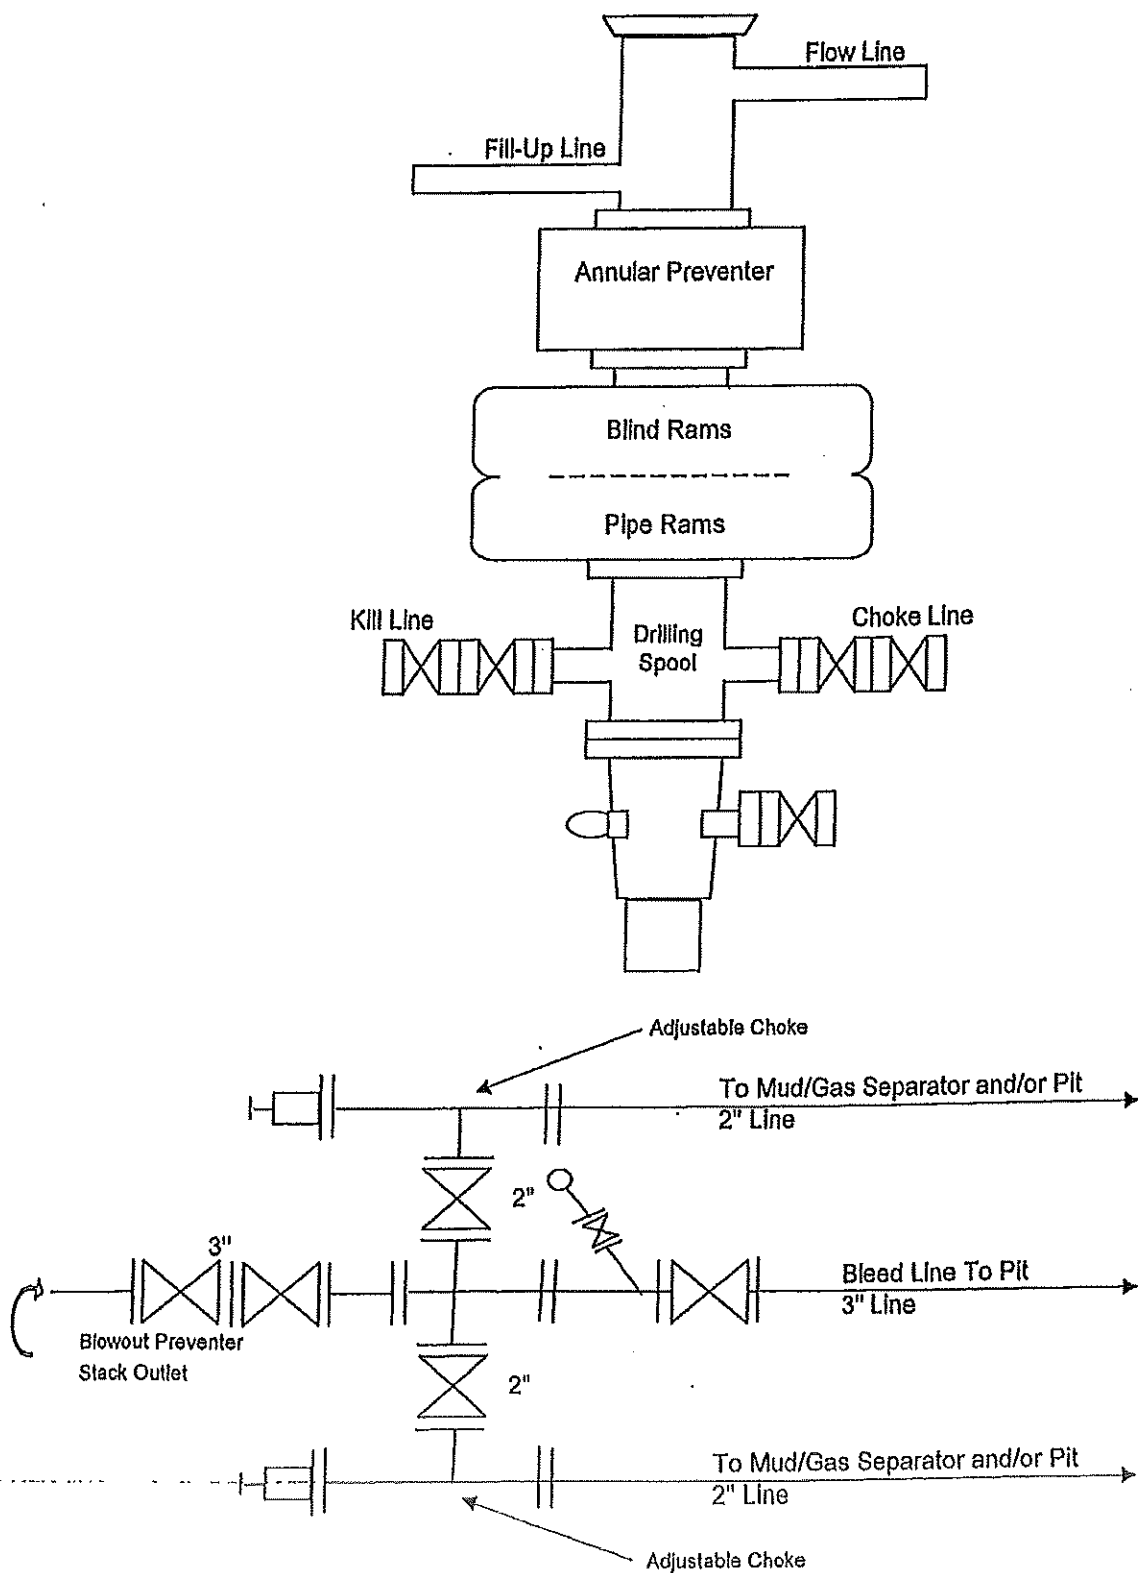 Flow Line
Fill-Up Line
Annular Preventer
Blind Rams
Pipe Rams
Kill Line
Drilling
Spool
Choke Line
Adjustable Choke
To Mud/Gas Separator and/or Pit
2" Line
2"
3"
Bleed Line To Pit
3" Line
Blowout Preventer
Stack Outlet
2"
To Mud/Gas Separator and/or Pit
2" Line
Adjustable Choke